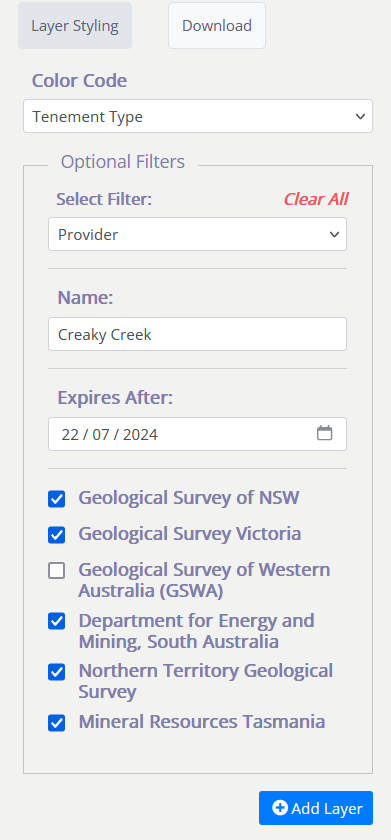 Layer Styling
Download
Color Code
Tenement Type
Optional Filters
Select Filter:
Clear All
Provider
Name:
Creaky Creek
Expires After:
22 / 07 / 2024
Geological Survey of NSW
Geological Survey Victoria
Geological Survey of Western
Australia (GSWA)
Department for Energy and
Mining, South Australia
Northern Territory Geological
Survey
Mineral Resources Tasmania
Add Layer